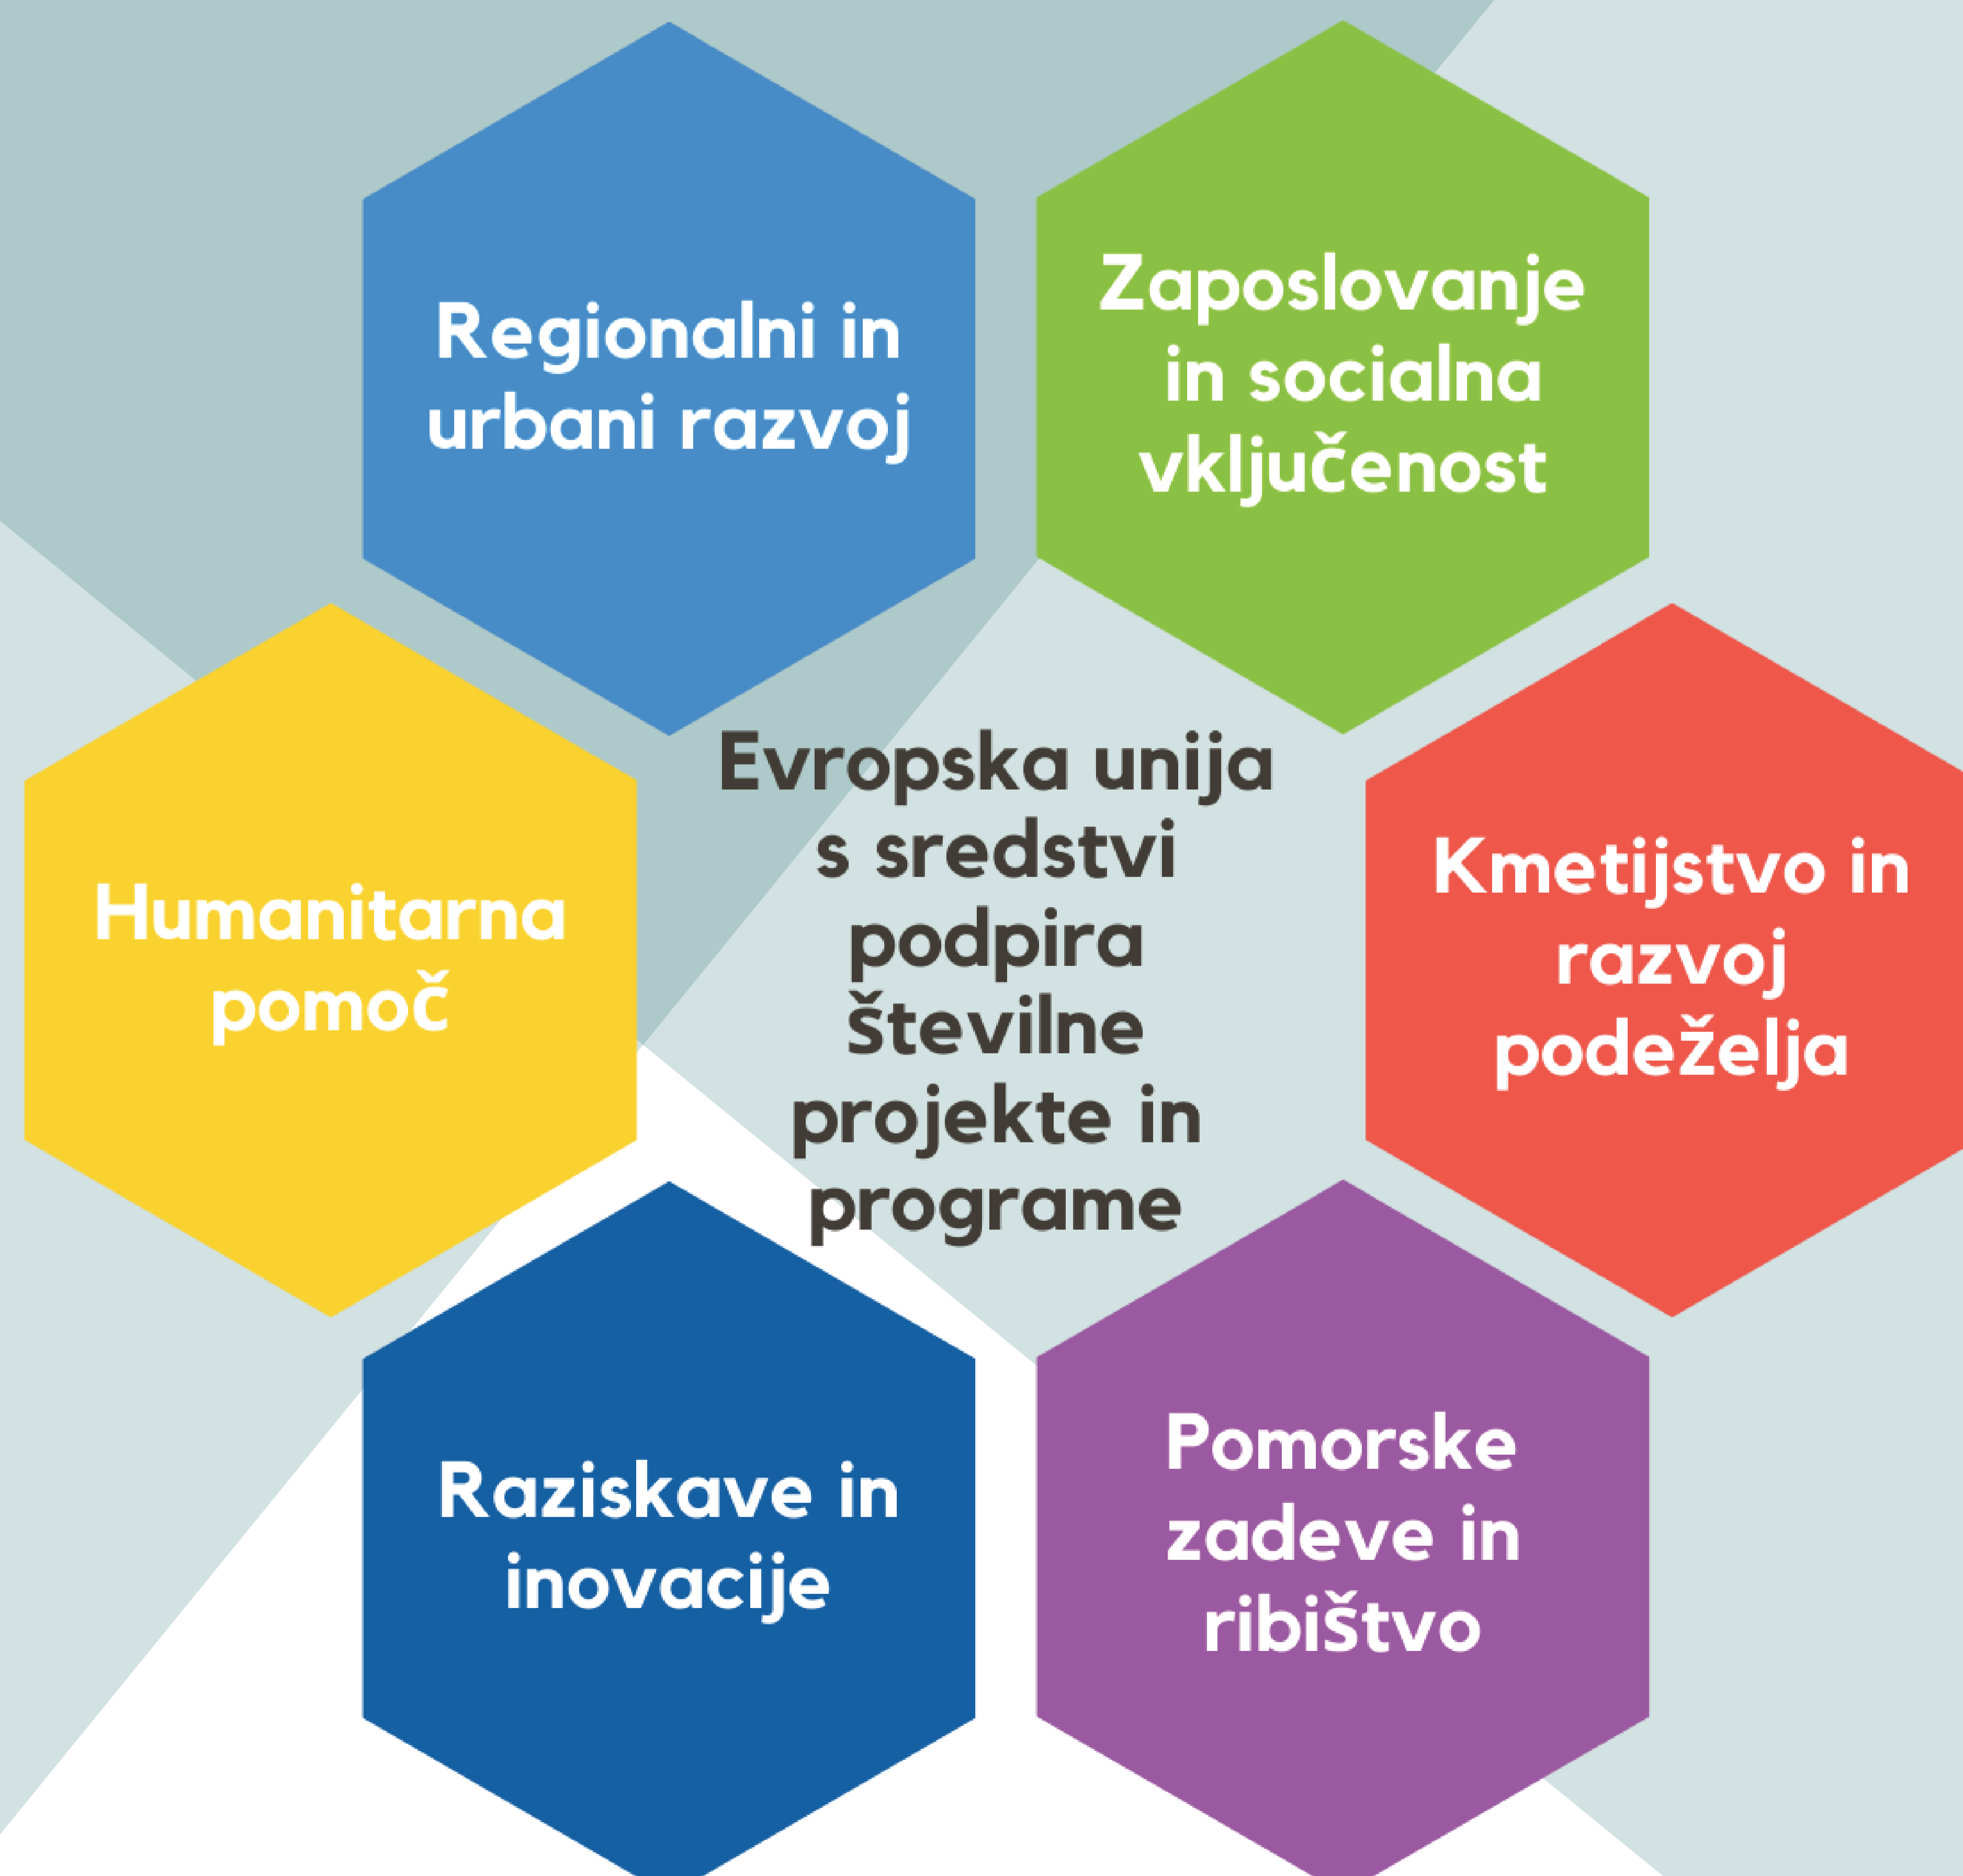 Regionalni in
urbani razvoj
Zaposlovanje
in socialna
vključenost
Humanitarna
pomoč
Evropska unija
s sredstvi
podpira
številne
projekte in
programe
Kmetijstvo in
razvoj
podeželja
Raziskave in
inovacije
Pomorske
zadeve in
ribištvo